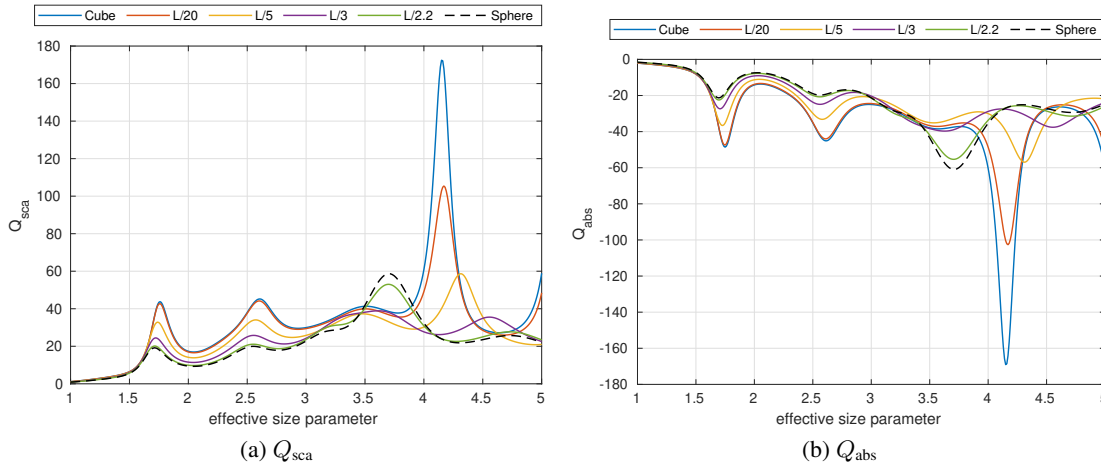 Cube L/20 L/5 L/3 L/2.2 Sphere
180
160
140
120
100
80
60
40
20
0
Q_sca
1 1.5 2 2.5 3 3.5 4 4.5 5
effective size parameter
(a) Q_sca
Cube L/20 L/5 L/3 L/2.2 Sphere
0
-20
-40
-60
-80
-100
-120
-140
-160
-180
Q_abs
1 1.5 2 2.5 3 3.5 4 4.5 5
effective size parameter
(b) Q_abs